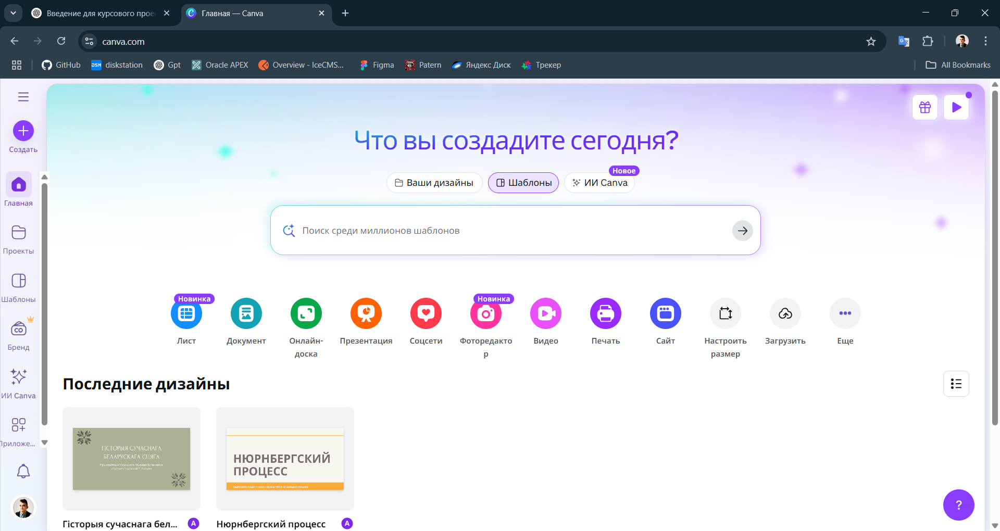 Введение для курсового прое
Главная — Canva
canva.com
GitHub
diskstation
Gpt
Oracle APEX
Overview - IceCMS...
Figma
Patern
Яндекс Диск
Трекер
All Bookmarks
Создать
Главная
Проекты
Шаблоны
Бренд
ИИ Canva
Приложе...
Что вы создадите сегодня?
Ваши дизайны
Шаблоны
ИИ Canva
Новое
Поиск среди миллионов шаблонов
Новинка
Лист
Документ
Онлайн-
доска
Презентация
Соцсети
Новинка
Фоторедакто
р
Видео
Печать
Сайт
Настроить
размер
Загрузить
Еще
Последние дизайны
ГІСТОРЫЯ СУЧАСНАГА
БЕЛАРУСКАГА СЦЯГА
НЮРНБЕРГСКИЙ
ПРОЦЕСС
Гісторыя сучаснага бел...
A
Нюрнбергский процесс
A
?